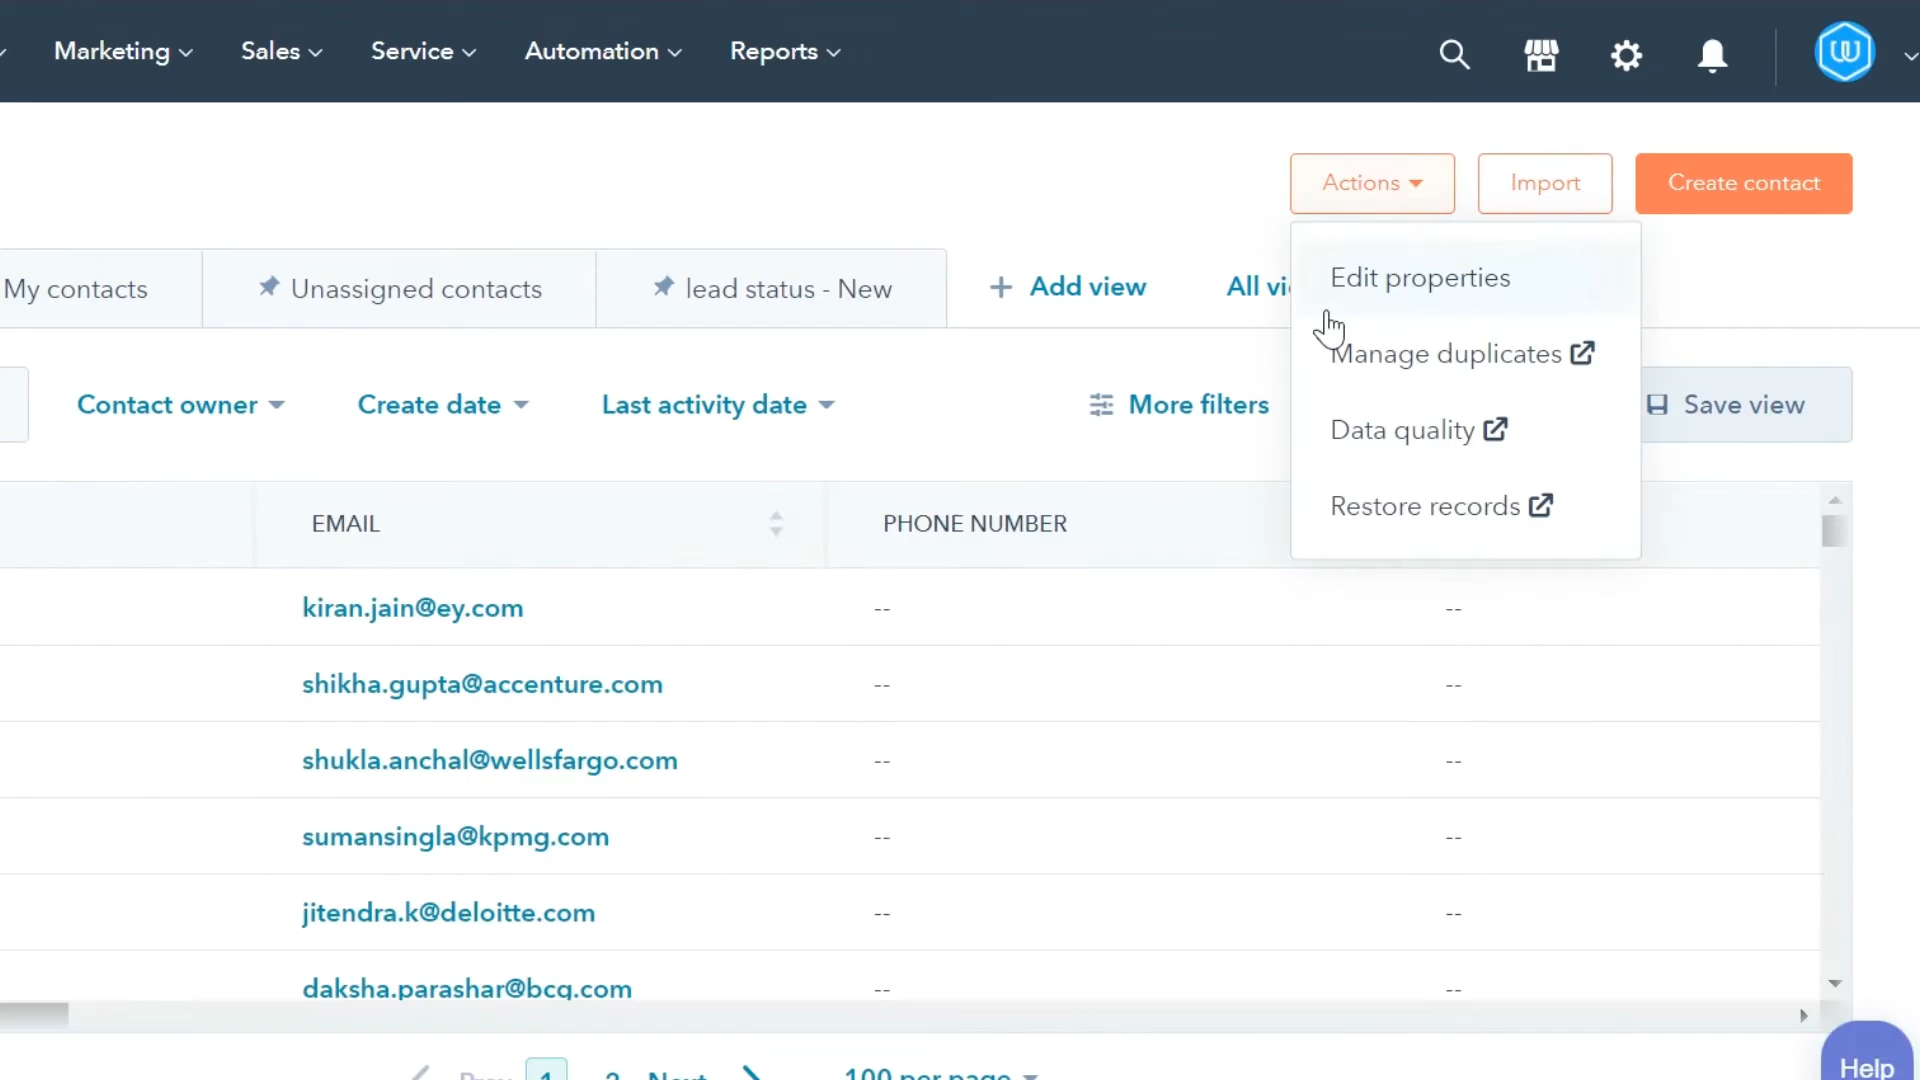 Marketing Sales Service Automation Reports
Actions Import Create contact
My contacts Unassigned contacts lead status - New + Add view All vi
Edit properties
Manage duplicates
Data quality
Restore records
Contact owner Create date Last activity date More filters Save view
EMAIL PHONE NUMBER
kiran.jain@ey.com -- --
shikha.gupta@accenture.com -- --
shukla.anchal@wellsfargo.com -- --
sumansingla@kpmg.com -- --
jitendra.k@deloitte.com -- --
daksha.parashar@bcg.com -- --
Prev 1 2 Next 100 per page
Help